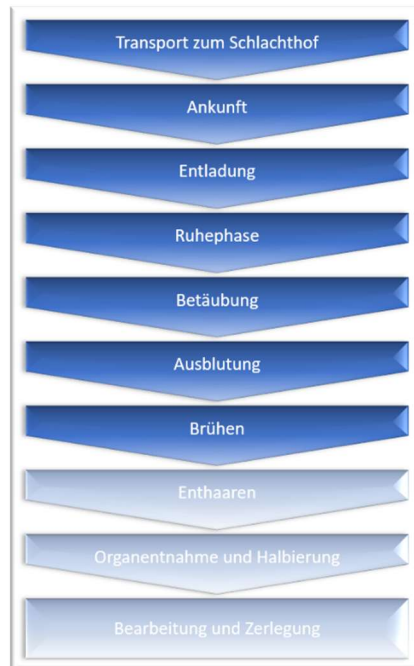 Transport zum Schlachthof
Ankunft
Entladung
Ruhephase
Betäubung
Ausblutung
Brühen
Enthaaren
Organentnahme und Halbierung
Bearbeitung und Zerlegung